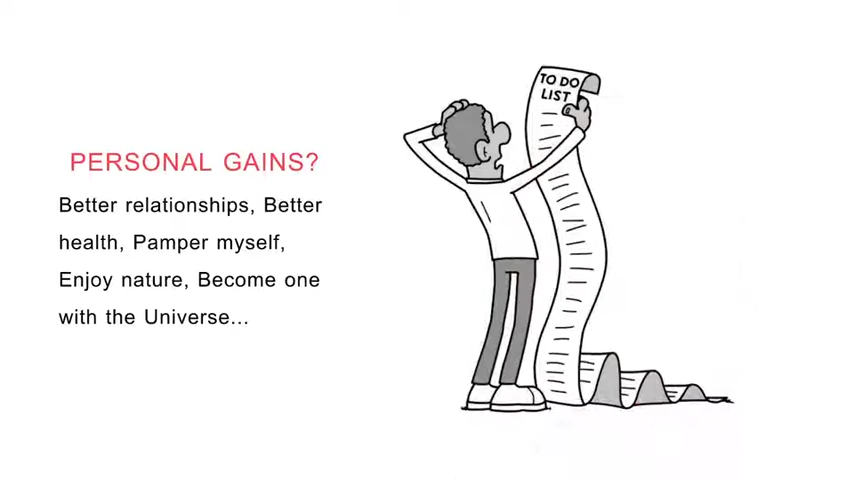 PERSONAL GAINS?
Better relationships, Better
health, Pamper myself,
Enjoy nature, Become one
with the Universe...
TO DO
LIST